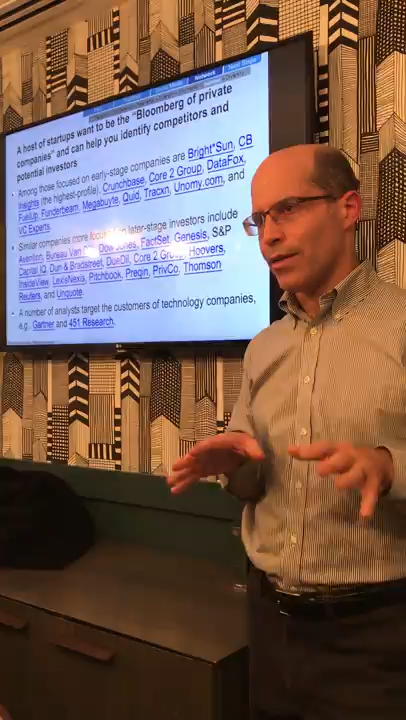 Network
A host of startups want to be the "Bloomberg of private
companies" and can help you identify competitors and
potential investors
• Among those focused on early-stage companies are Bright*Sun, CB
Insights (the highest-profile), Crunchbase, Core 2 Group, DataFox,
FuelUp, Funderbeam, Megabuyte, Quid, Tracxn, Unomy.com, and
VC Experts.
• Similar companies more focused on later-stage investors include
Avention, Bureau Van Dow Jones, FactSet, Genesis, S&P
Capital IQ, Dun & Bradstreet, DueDil, Core 2 Group, Hoovers,
InsideView, LexisNexis, Pitchbook, Preqin, PrivCo, Thomson
Reuters, and Unquote.
• A number of analysts target the customers of technology companies,
e.g., Gartner and 451 Research.